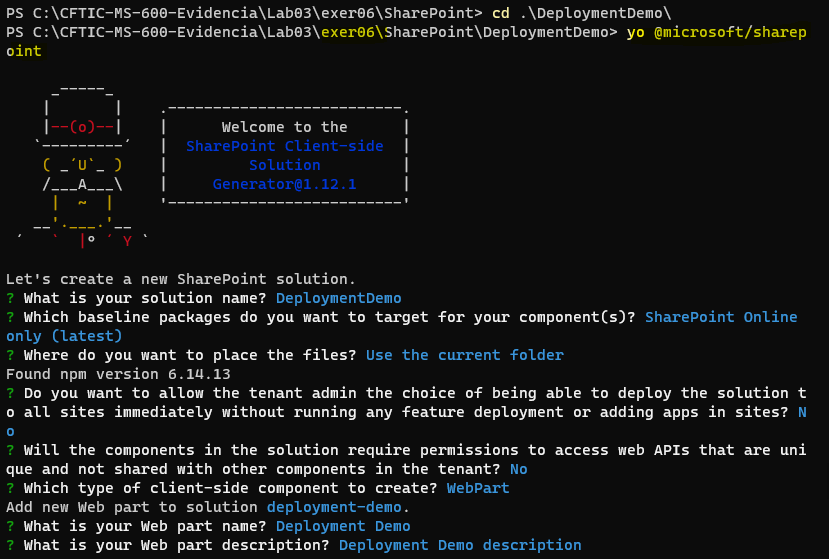 PS C:\CFTIC-MS-600-Evidencia\Lab03\exer06\SharePoint> cd .\DeploymentDemo\
PS C:\CFTIC-MS-600-Evidencia\Lab03\exer06\SharePoint\DeploymentDemo> yo @microsoft/sharep
oint
     _-----_
    |       |    .--------------------------.
    |--(o)--|    |      Welcome to the      |
   `---------´   |  SharePoint Client-side  |
    ( _´U`_ )    |         Solution         |
    /___A___\    |     Generator@1.12.1     |
     |  ~  |     '--------------------------'
   __'.___.'__
 ´   `  |° ´ Y `
Let's create a new SharePoint solution.
? What is your solution name? DeploymentDemo
? Which baseline packages do you want to target for your component(s)? SharePoint Online
only (latest)
? Where do you want to place the files? Use the current folder
Found npm version 6.14.13
? Do you want to allow the tenant admin the choice of being able to deploy the solution t
o all sites immediately without running any feature deployment or adding apps in sites? N
o
? Will the components in the solution require permissions to access web APIs that are uni
que and not shared with other components in the tenant? No
? Which type of client-side component to create? WebPart
Add new Web part to solution deployment-demo.
? What is your Web part name? Deployment Demo
? What is your Web part description? Deployment Demo description